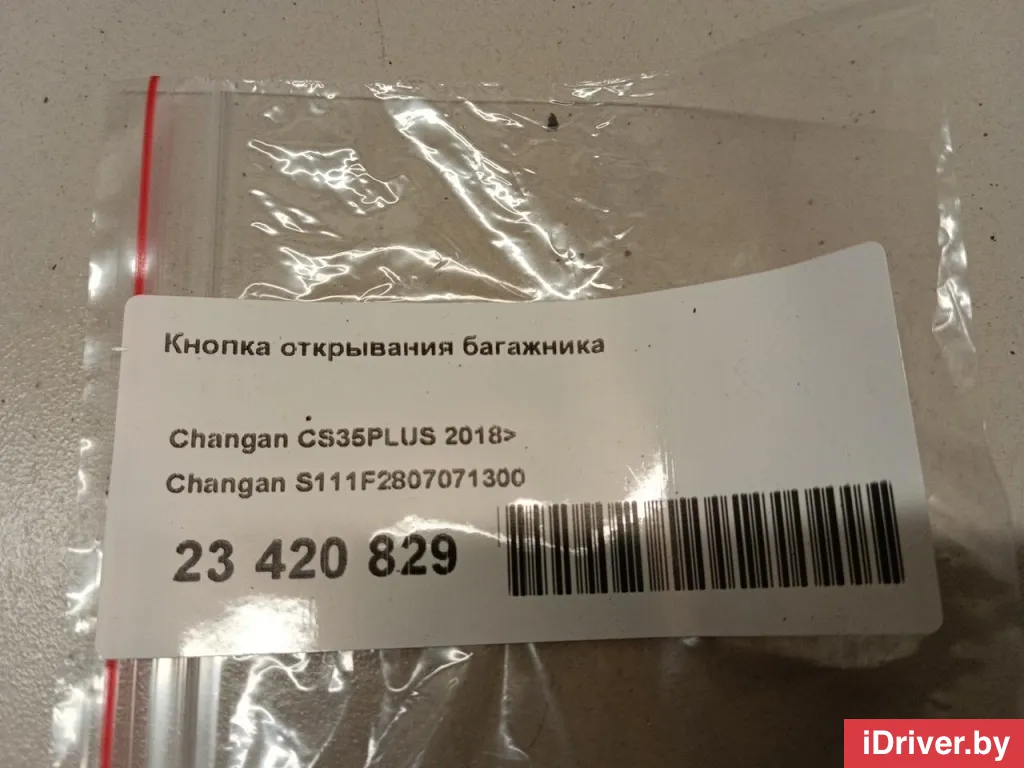 Кнопка открывания багажника
Changan CS35PLUS 2018>
Changan S111F2807071300
23 420 829
iDriver.by